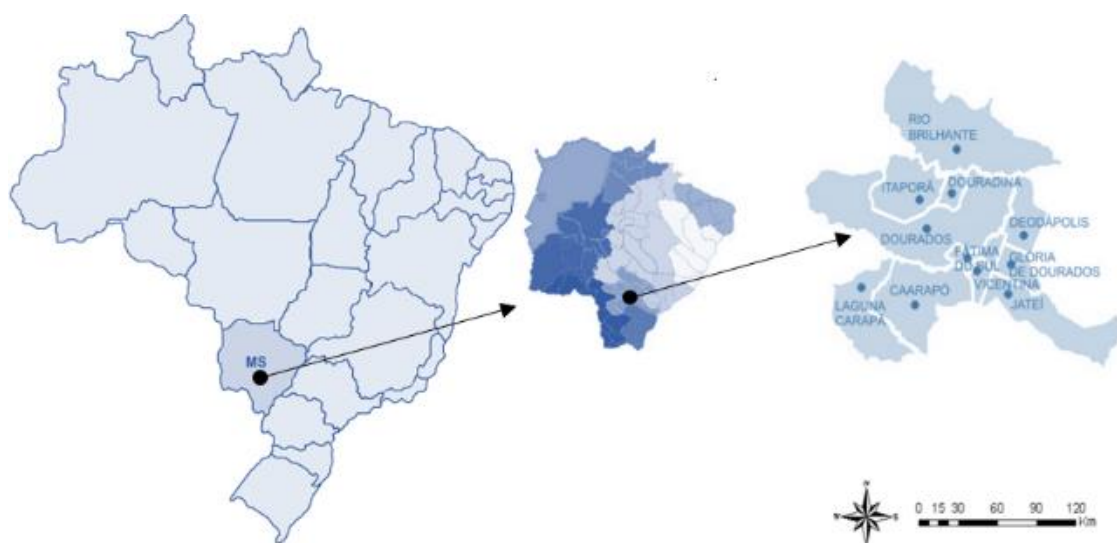 MS
RIO
BRILHANTE
ITAPORÃ
DOURADINA
DEODÁPOLIS
DOURADOS
FÁTIMA
DO SUL
GLÓRIA
DE DOURADOS
VICENTINA
CAARAPÓ
JATEÍ
LAGUNA
CARAPÃ
0 15 30 60 90 120
Km